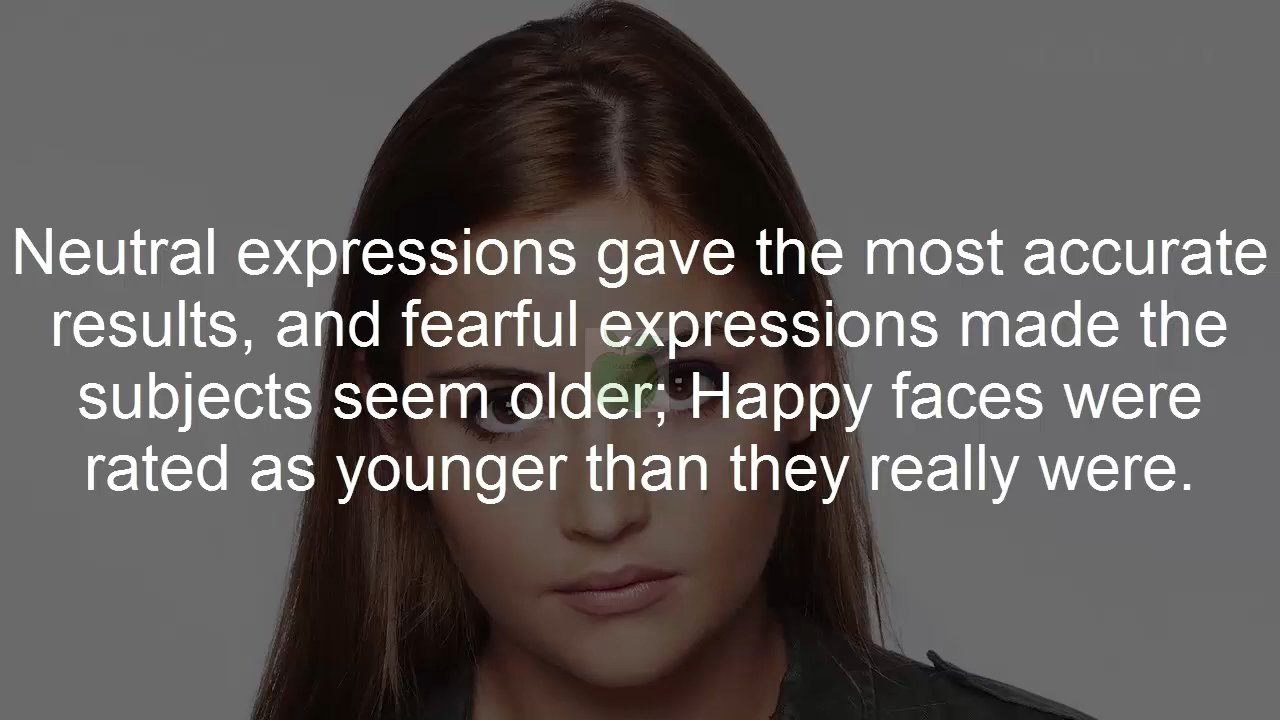 Neutral expressions gave the most accurate
results, and fearful expressions made the
subjects seem older; Happy faces were
rated as younger than they really were.